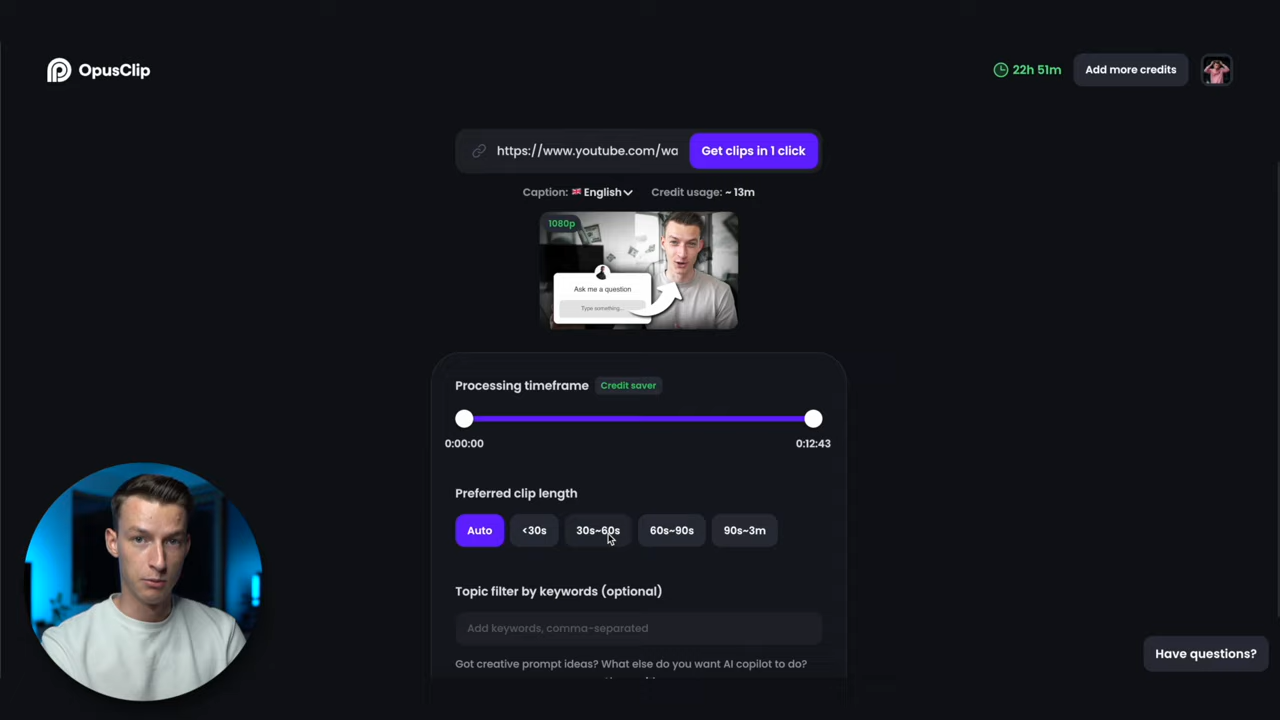 OpusClip
22h 51m
Add more credits
https://www.youtube.com/wa
Get clips in 1 click
Caption: English
Credit usage: ~ 13m
1080p
Ask me a question
Type something...
Processing timeframe
Credit saver
0:00:00
0:12:43
Preferred clip length
Auto
<30s
30s~60s
60s~90s
90s~3m
Topic filter by keywords (optional)
Add keywords, comma-separated
Got creative prompt ideas? What else do you want AI copilot to do?
Have questions?